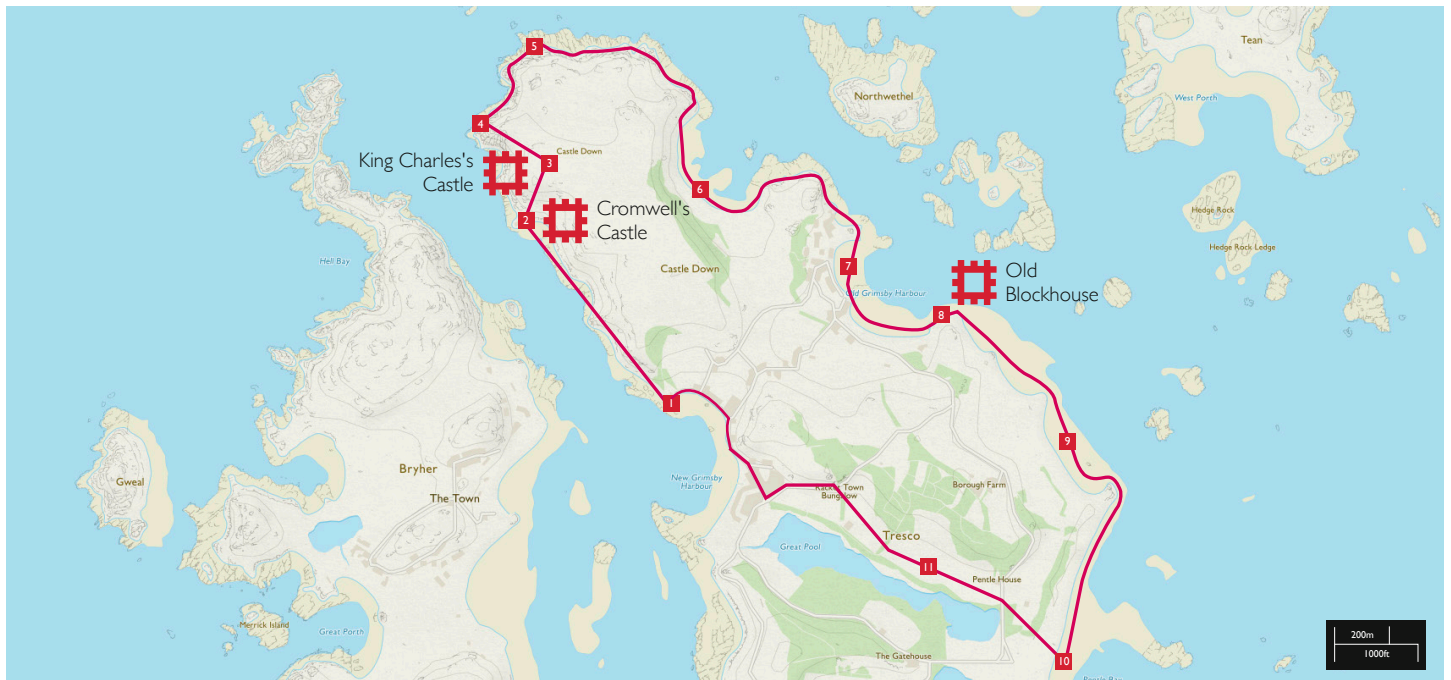 5
Tean
Northwethel
West Porth
4
King Charles's
Castle
3
Castle Down
6
2
Cromwell's
Castle
Hedge Rock
Hedge Rock Ledge
Hell Bay
Castle Down
7
Old Grimsby Harbour
Old
Blockhouse
8
1
9
Bryher
The Town
Gweal
New Grimsby
Harbour
Borough Farm
Tresco
Great Pool
11
Pentle House
Merrick Island
Great Porth
The Gatehouse
10
200m
1000ft